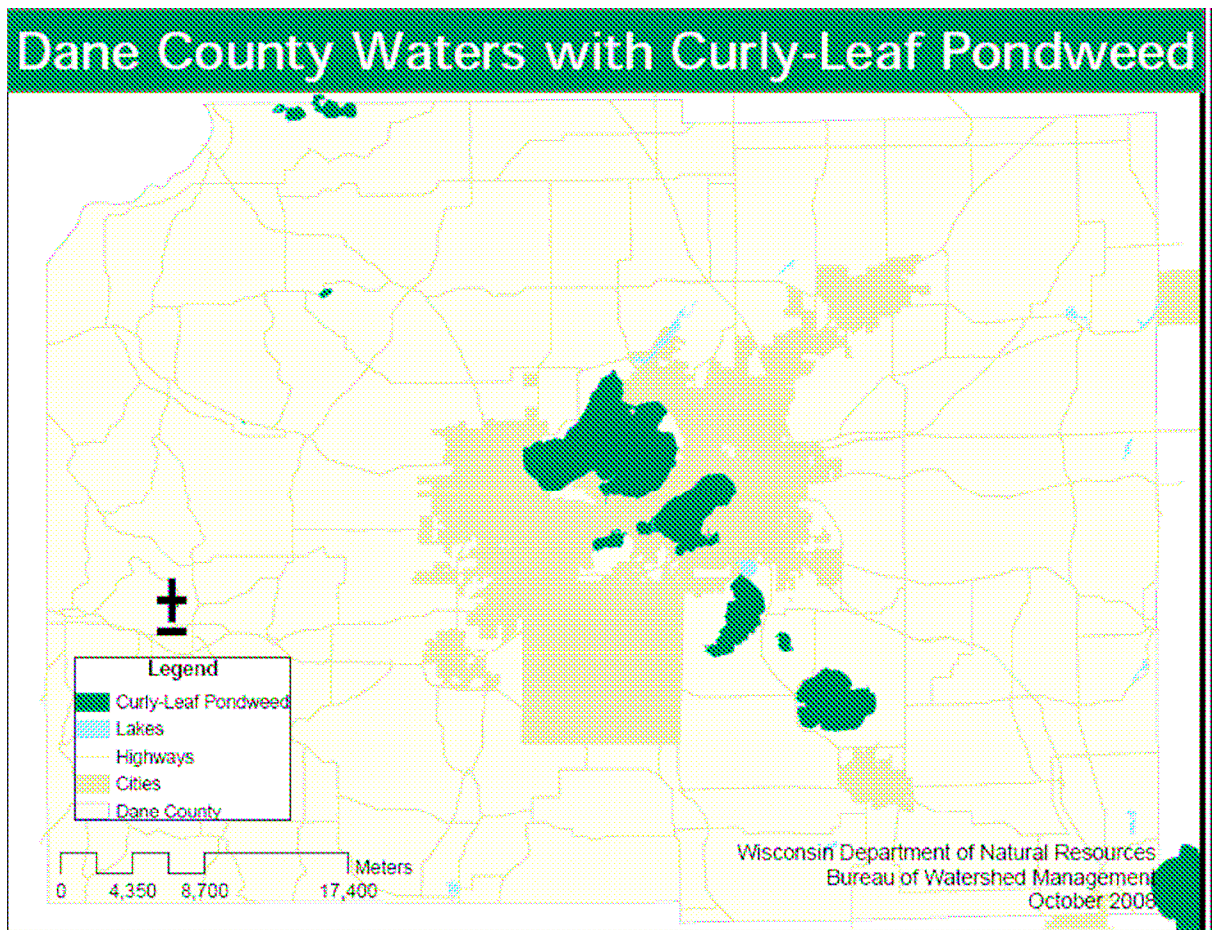 Dane County Waters with Curly-Leaf Pondweed
Legend
Curly-Leaf Pondweed
Lakes
Highways
Cities
Dane County
Meters
0 4,350 8,700 17,400
Wisconsin Department of Natural Resources
Bureau of Watershed Management
October 2008